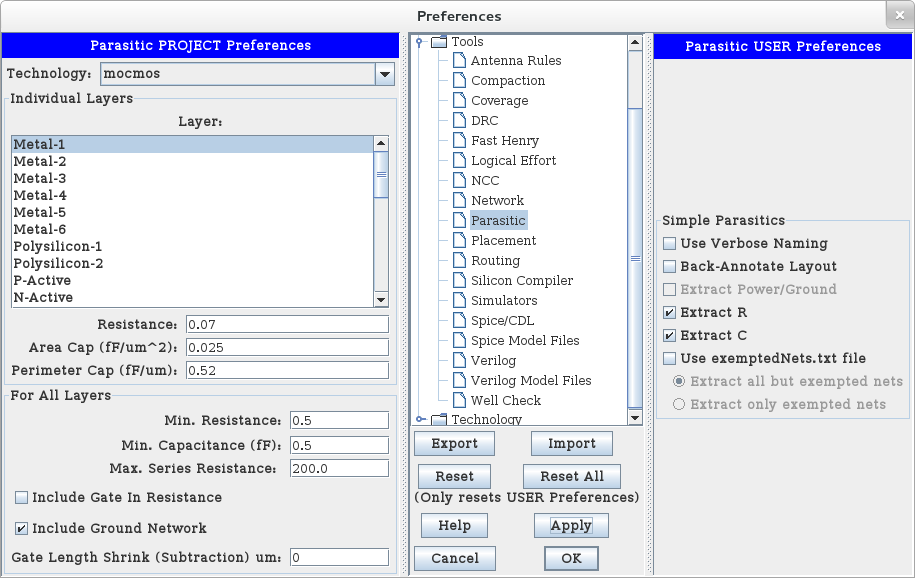 Preferences
Parasitic PROJECT Preferences
Technology: mocmos
Individual Layers
Layer:
Metal-1
Metal-2
Metal-3
Metal-4
Metal-5
Metal-6
Polysilicon-1
Polysilicon-2
P-Active
N-Active
Resistance: 0.07
Area Cap (fF/um^2): 0.025
Perimeter Cap (fF/um): 0.52
For All Layers
Min. Resistance: 0.5
Min. Capacitance (fF): 0.5
Max. Series Resistance: 200.0
Include Gate In Resistance
Include Ground Network
Gate Length Shrink (Subtraction) um: 0
Tools
Antenna Rules
Compaction
Coverage
DRC
Fast Henry
Logical Effort
NCC
Network
Parasitic
Placement
Routing
Silicon Compiler
Simulators
Spice/CDL
Spice Model Files
Verilog
Verilog Model Files
Well Check
Technology
Export Import
Reset Reset All
(Only resets USER Preferences)
Help Apply
Cancel OK
Parasitic USER Preferences
Simple Parasitics
Use Verbose Naming
Back-Annotate Layout
Extract Power/Ground
Extract R
Extract C
Use exemptedNets.txt file
Extract all but exempted nets
Extract only exempted nets